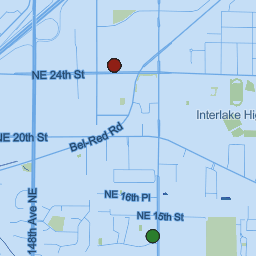 NE 24th St
Interlake Hig
NE 20th St
Bel-Red Rd
NE 16th Pl
NE 15th St
148th Ave NE